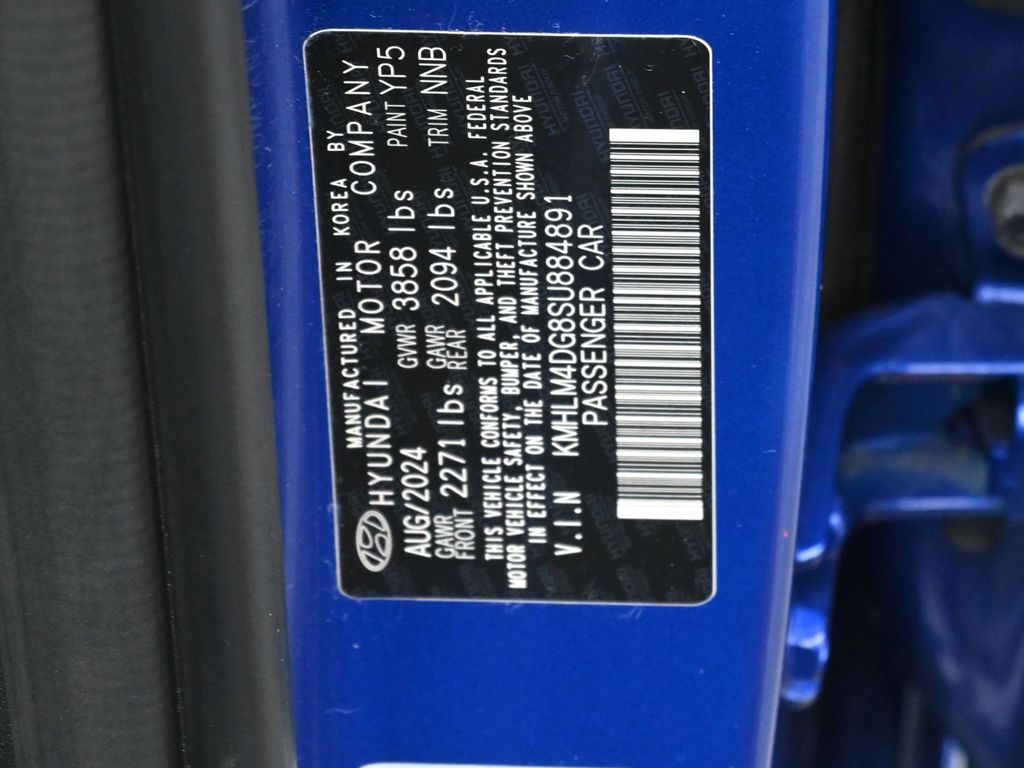 MANUFACTURED IN KOREA BY
HYUNDAI MOTOR COMPANY
AUG/2024 GVWR 3858 lbs PAINT YP5
GAWR FRONT 2271 lbs GAWR REAR 2094 lbs TRIM NNB
THIS VEHICLE CONFORMS TO ALL APPLICABLE U.S.A. FEDERAL
MOTOR VEHICLE SAFETY, BUMPER, AND THEFT PREVENTION STANDARDS
IN EFFECT ON THE DATE OF MANUFACTURE SHOWN ABOVE
V.I.N KMHLM4DG8SU884891
PASSENGER CAR